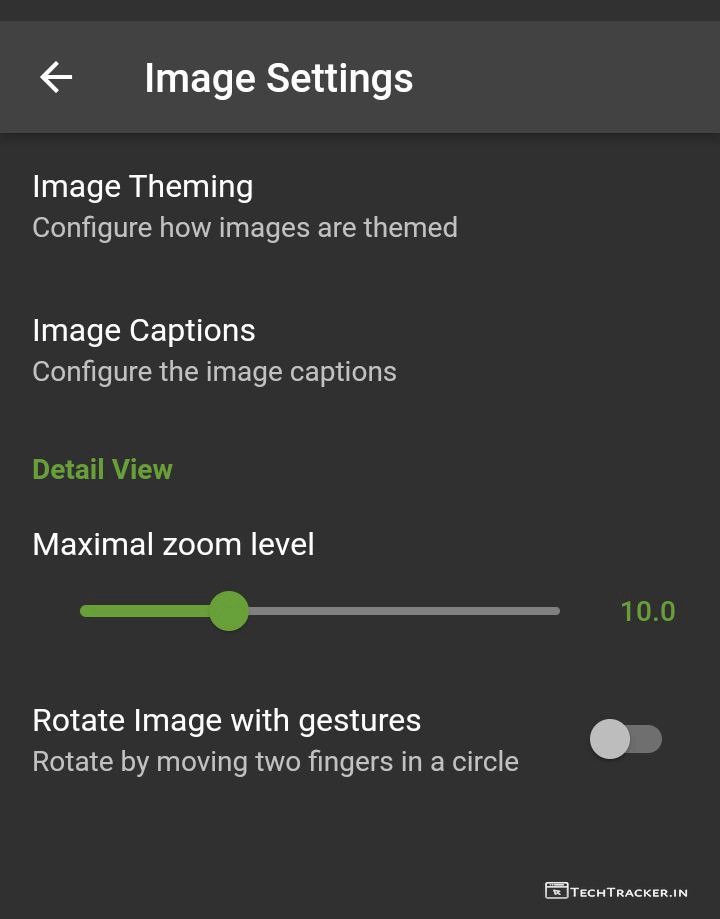 Image Settings
Image Theming
Configure how images are themed
Image Captions
Configure the image captions
Detail View
Maximal zoom level
10.0
Rotate Image with gestures
Rotate by moving two fingers in a circle
TECHTRACKER.IN